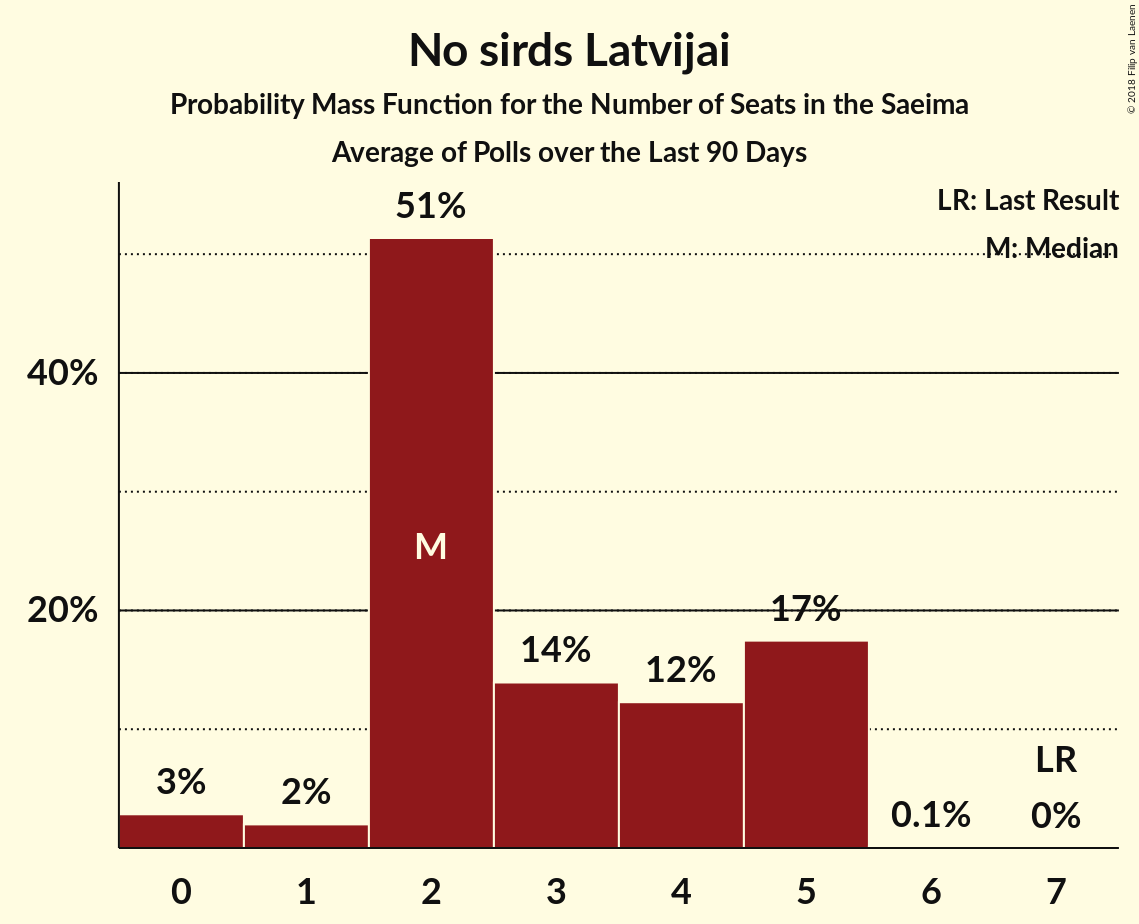 No sirds Latvijai
Probability Mass Function for the Number of Seats in the Saeima
Average of Polls over the Last 90 Days
© 2018 Filip van Laenen
LR: Last Result
M: Median
51%
40%
M
20%
17%
14%
12%
3%
2%
LR
0.1%
0%
0 1 2 3 4 5 6 7